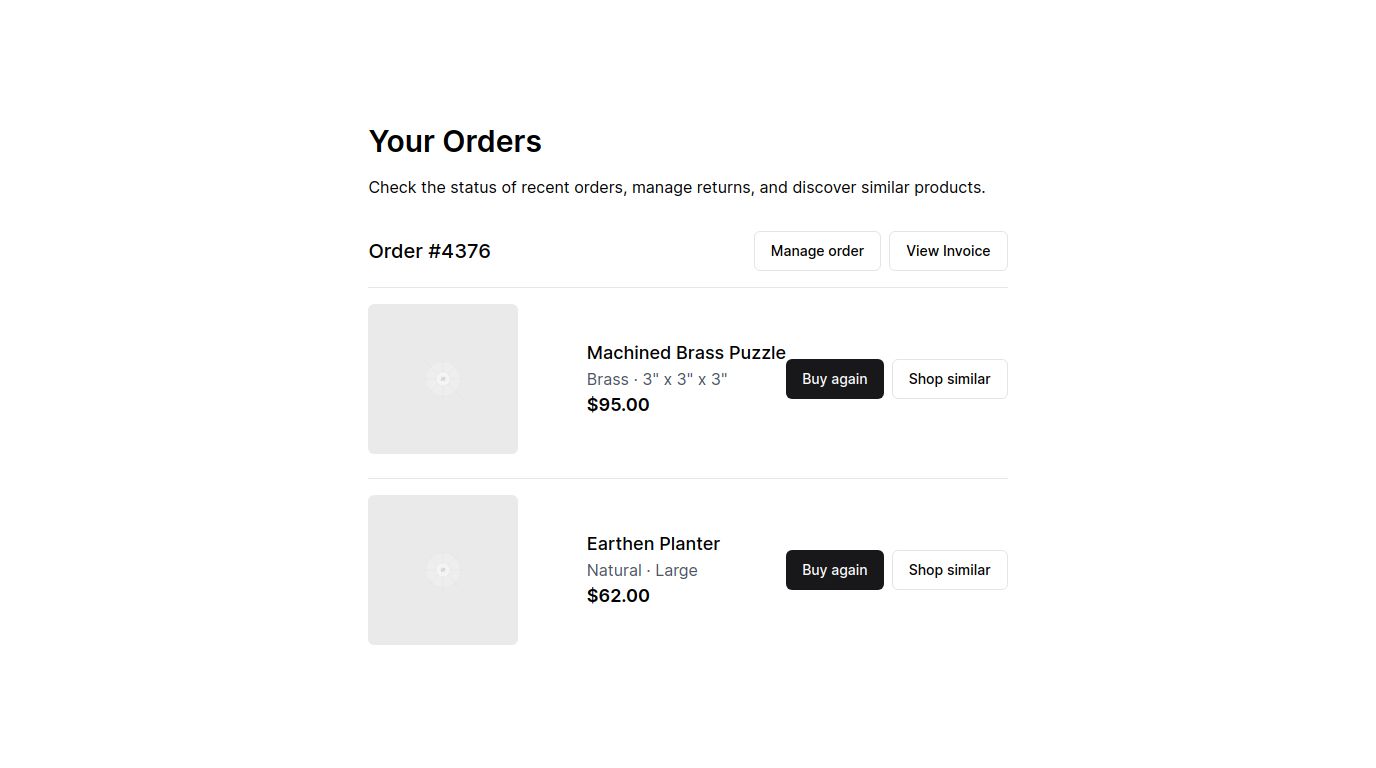 Your Orders
Check the status of recent orders, manage returns, and discover similar products.
Order #4376
Manage order
View Invoice
Machined Brass Puzzle
Brass · 3" x 3" x 3"
$95.00
Buy again
Shop similar
Earthen Planter
Natural · Large
$62.00
Buy again
Shop similar